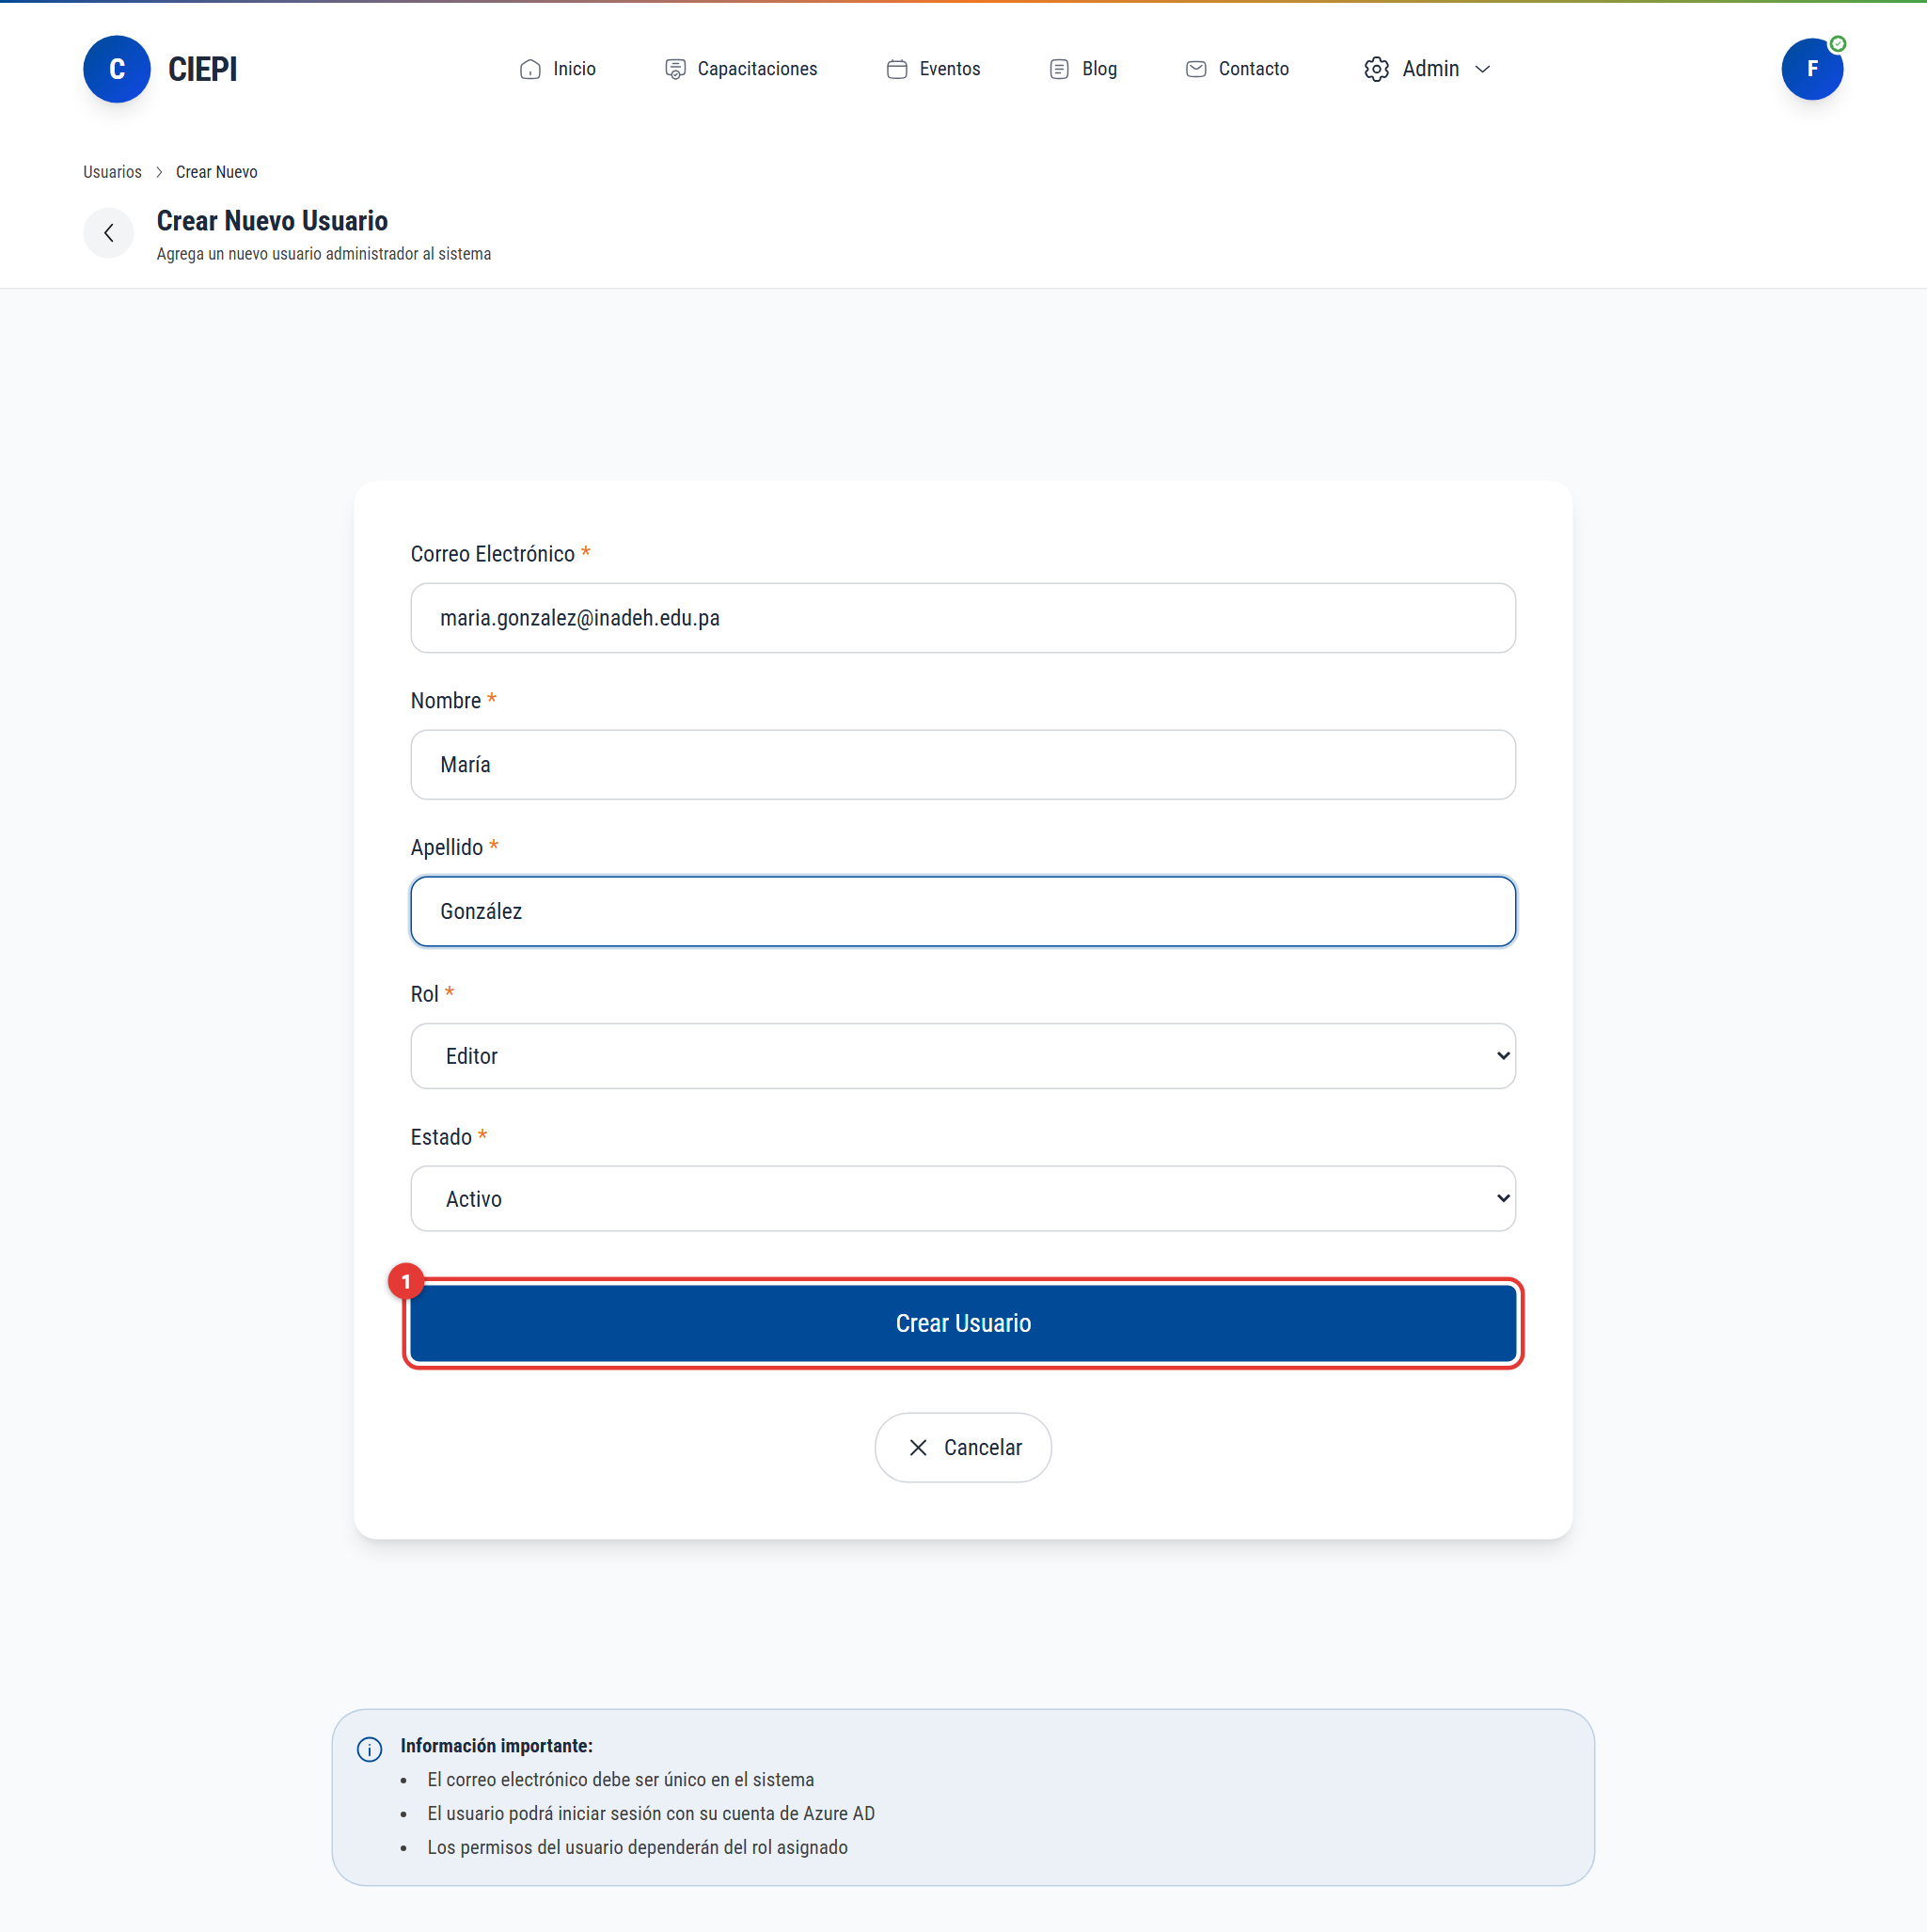 C CIEPI Inicio Capacitaciones Eventos Blog Contacto Admin F
Usuarios > Crear Nuevo
Crear Nuevo Usuario
Agrega un nuevo usuario administrador al sistema
Correo Electrónico *
maria.gonzalez@inadeh.edu.pa
Nombre *
María
Apellido *
González
Rol *
Editor
Estado *
Activo
1
Crear Usuario
Cancelar
Información importante:
• El correo electrónico debe ser único en el sistema
• El usuario podrá iniciar sesión con su cuenta de Azure AD
• Los permisos del usuario dependerán del rol asignado